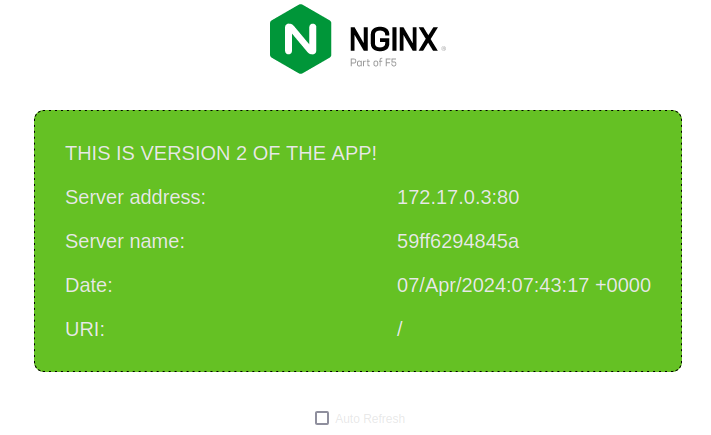 NGINX
Part of F5
THIS IS VERSION 2 OF THE APP!
Server address: 172.17.0.3:80
Server name: 59ff6294845a
Date: 07/Apr/2024:07:43:17 +0000
URI: /
Auto Refresh